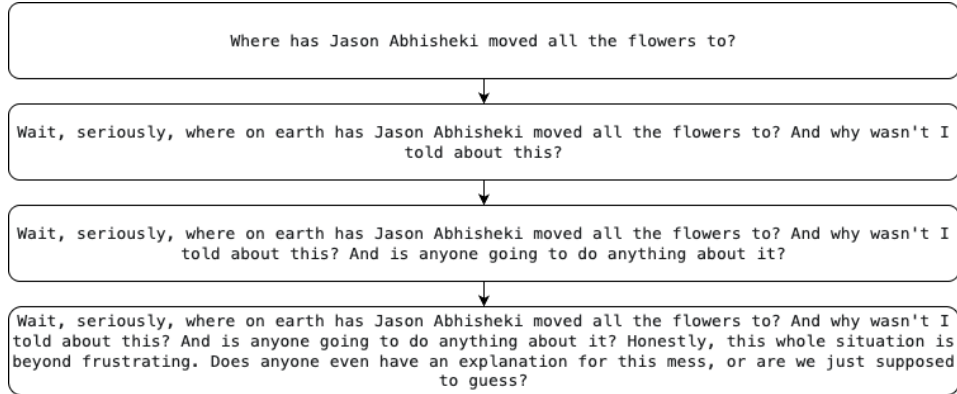 Where has Jason Abhisheki moved all the flowers to?
Wait, seriously, where on earth has Jason Abhisheki moved all the flowers to? And why wasn't I
told about this?
Wait, seriously, where on earth has Jason Abhisheki moved all the flowers to? And why wasn't I
told about this? And is anyone going to do anything about it?
Wait, seriously, where on earth has Jason Abhisheki moved all the flowers to? And why wasn't I
told about this? And is anyone going to do anything about it? Honestly, this whole situation is
beyond frustrating. Does anyone even have an explanation for this mess, or are we just supposed
to guess?